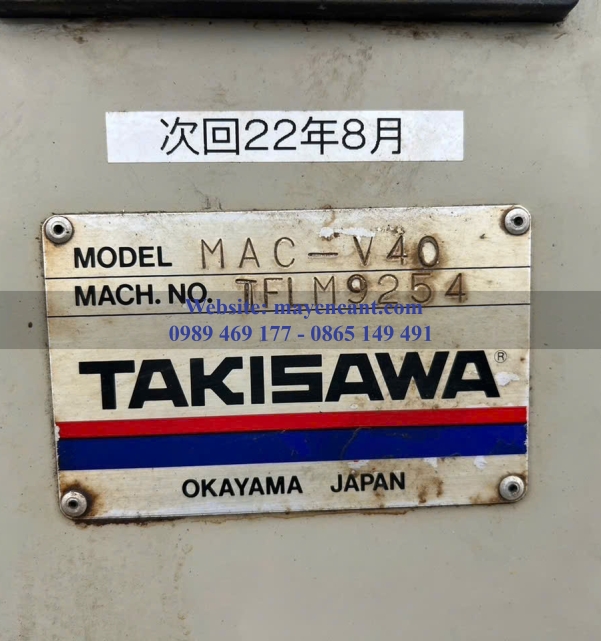 次回22年8月
MODEL MAC-V40
MACH. NO. TFLM9254
Website: mayencant.com
0989 469 177 - 0865 149 491
TAKISAWA®
OKAYAMA JAPAN